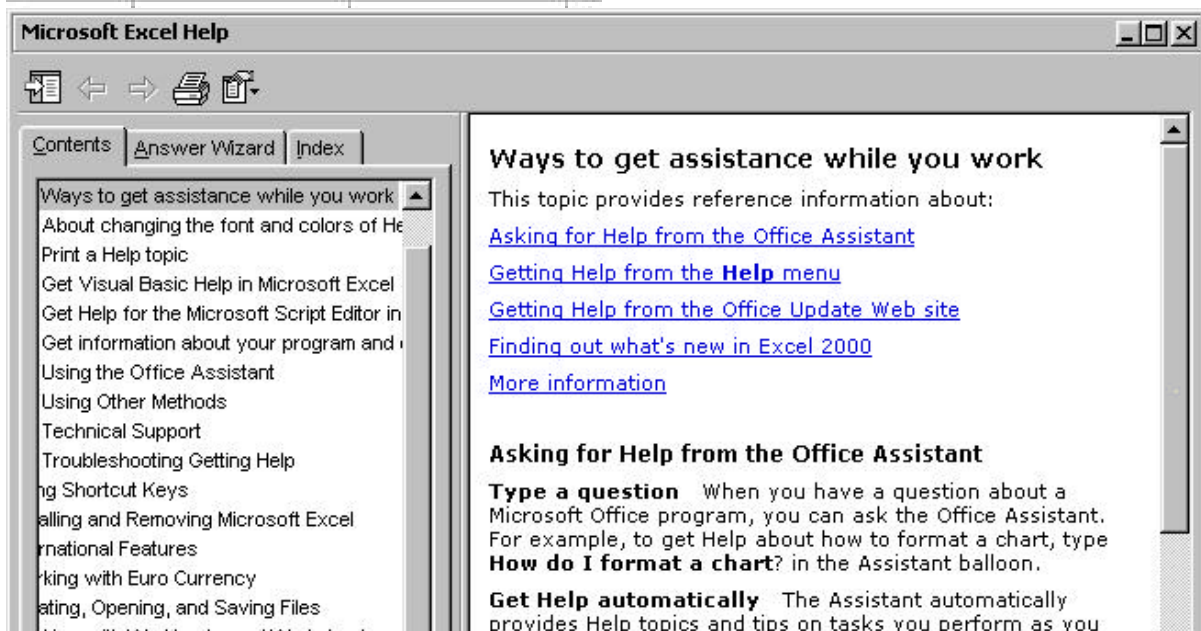 Microsoft Excel Help
Contents
Answer Wizard
Index
Ways to get assistance while you work
About changing the font and colors of He
Print a Help topic
Get Visual Basic Help in Microsoft Excel
Get Help for the Microsoft Script Editor in
Get information about your program and
Using the Office Assistant
Using Other Methods
Technical Support
Troubleshooting Getting Help
ng Shortcut Keys
alling and Removing Microsoft Excel
rnational Features
rking with Euro Currency
ating, Opening, and Saving Files
Ways to get assistance while you work
This topic provides reference information about:
Asking for Help from the Office Assistant
Getting Help from the Help menu
Getting Help from the Office Update Web site
Finding out what's new in Excel 2000
More information
Asking for Help from the Office Assistant
Type a question When you have a question about a
Microsoft Office program, you can ask the Office Assistant.
For example, to get Help about how to format a chart, type
How do I format a chart? in the Assistant balloon.
Get Help automatically The Assistant automatically
provides Help topics and tips on tasks you perform as you